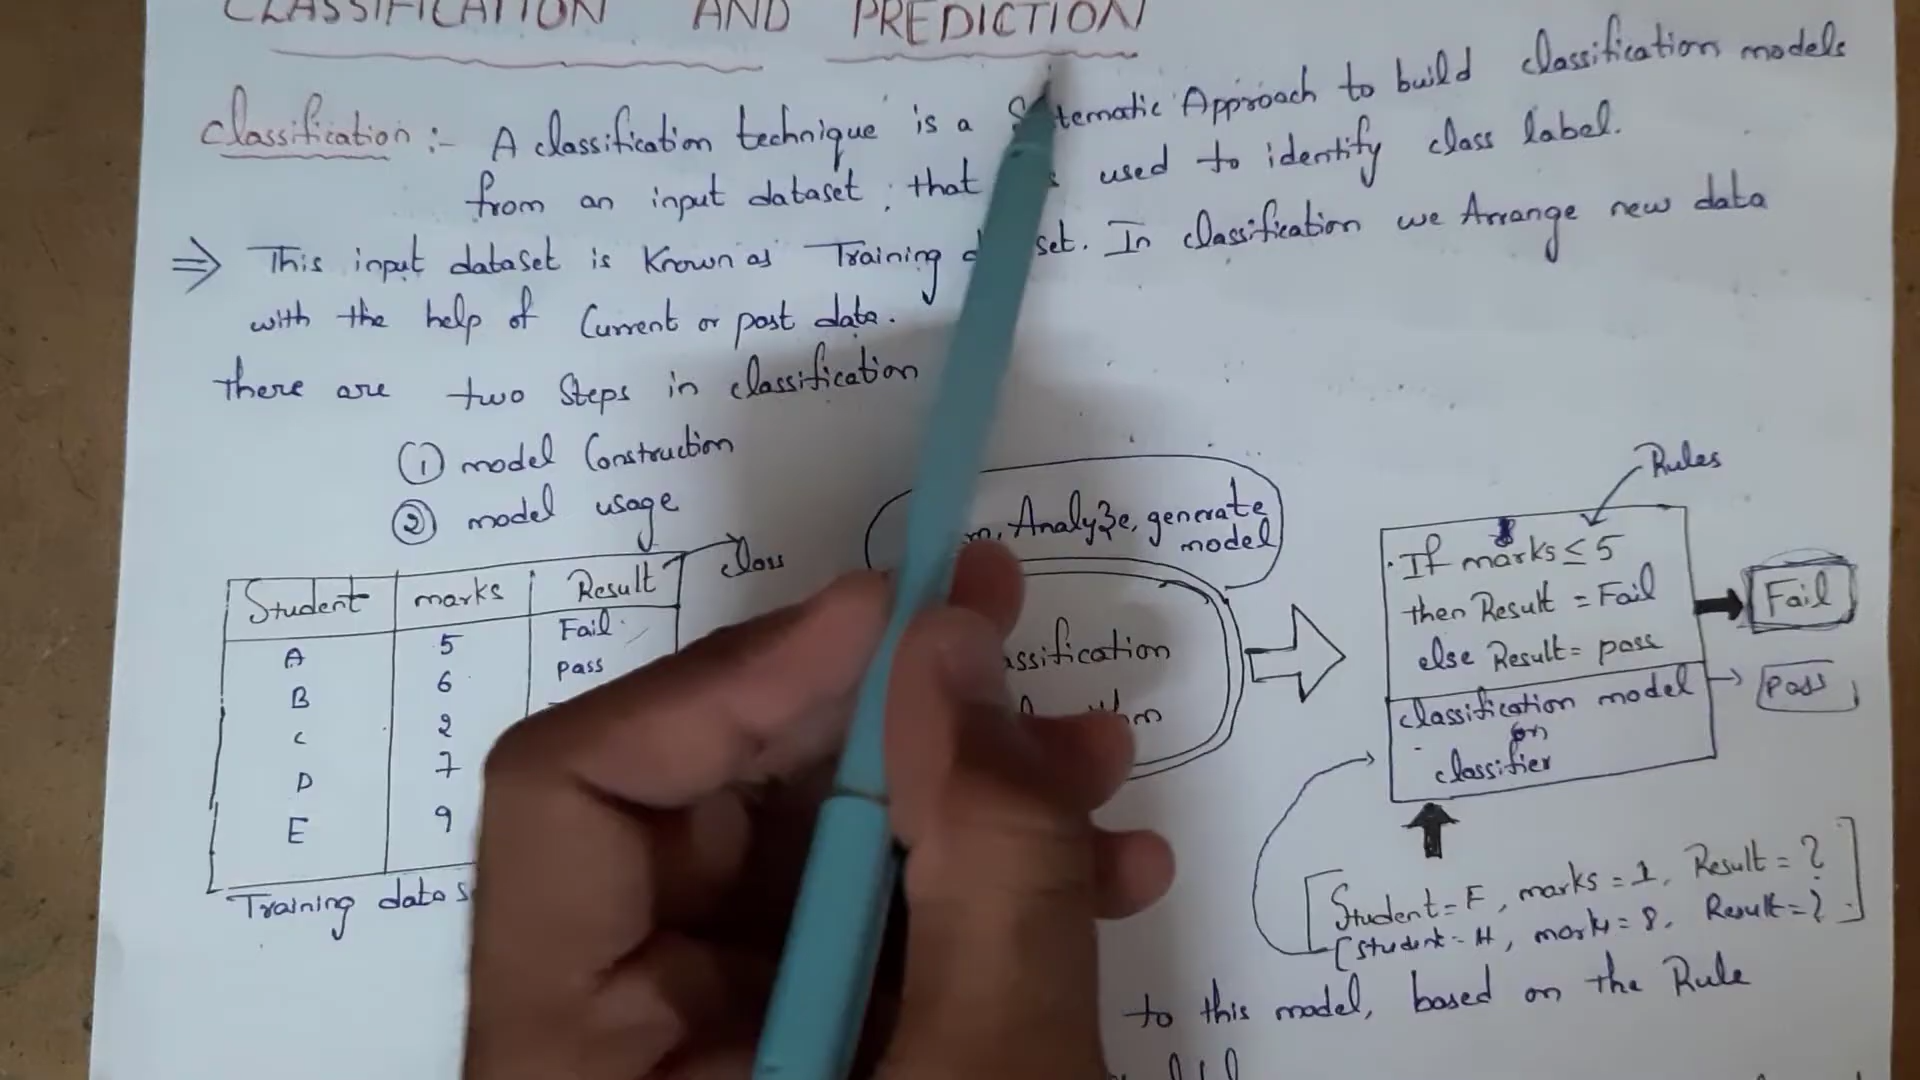 CLASSIFICATION AND PREDICTION
classification :- A classification technique is a Systematic Approach to build classification models
from an input dataset, that is used to identify class label.
⇒ This input dataset is Known as Training dataset. In classification we Arrange new data
with the help of Current or past data.
there are two Steps in classification
① model Construction
② model usage
Student marks Result class
A 5 Fail
B 6 pass
C 2
D 7
E 9
Training data s
Analyze, generate
model
Rules
If marks ≤ 5
then Result = Fail
else Result = pass
classification model
or
classifier
Fail
pass
[Student = F, marks = 1, Result = ?]
[student = H, mark = 8, Result = ?]
to this model, based on the Rule